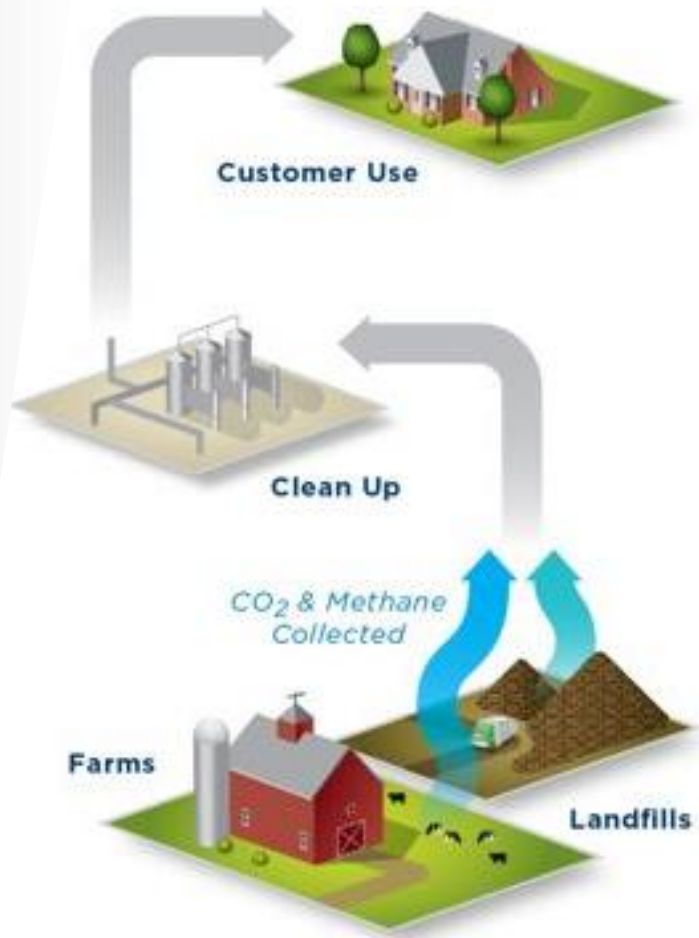 Customer Use
Clean Up
CO₂ & Methane
Collected
Farms
Landfills